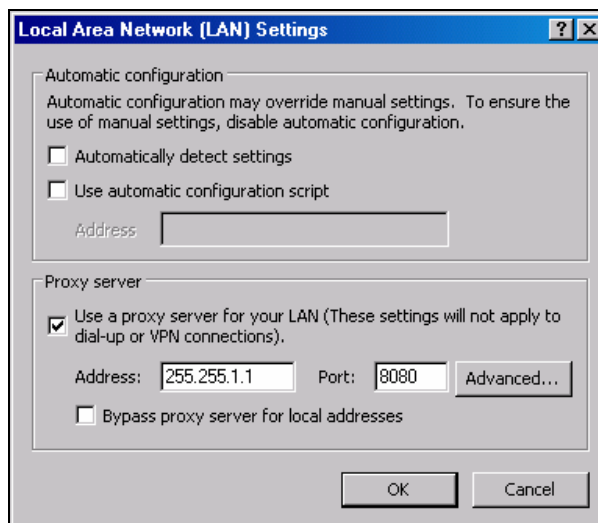 Local Area Network (LAN) Settings
Automatic configuration
Automatic configuration may override manual settings. To ensure the
use of manual settings, disable automatic configuration.
Automatically detect settings
Use automatic configuration script
Address
Proxy server
Use a proxy server for your LAN (These settings will not apply to
dial-up or VPN connections).
Address: 255.255.1.1 Port: 8080 Advanced...
Bypass proxy server for local addresses
OK Cancel